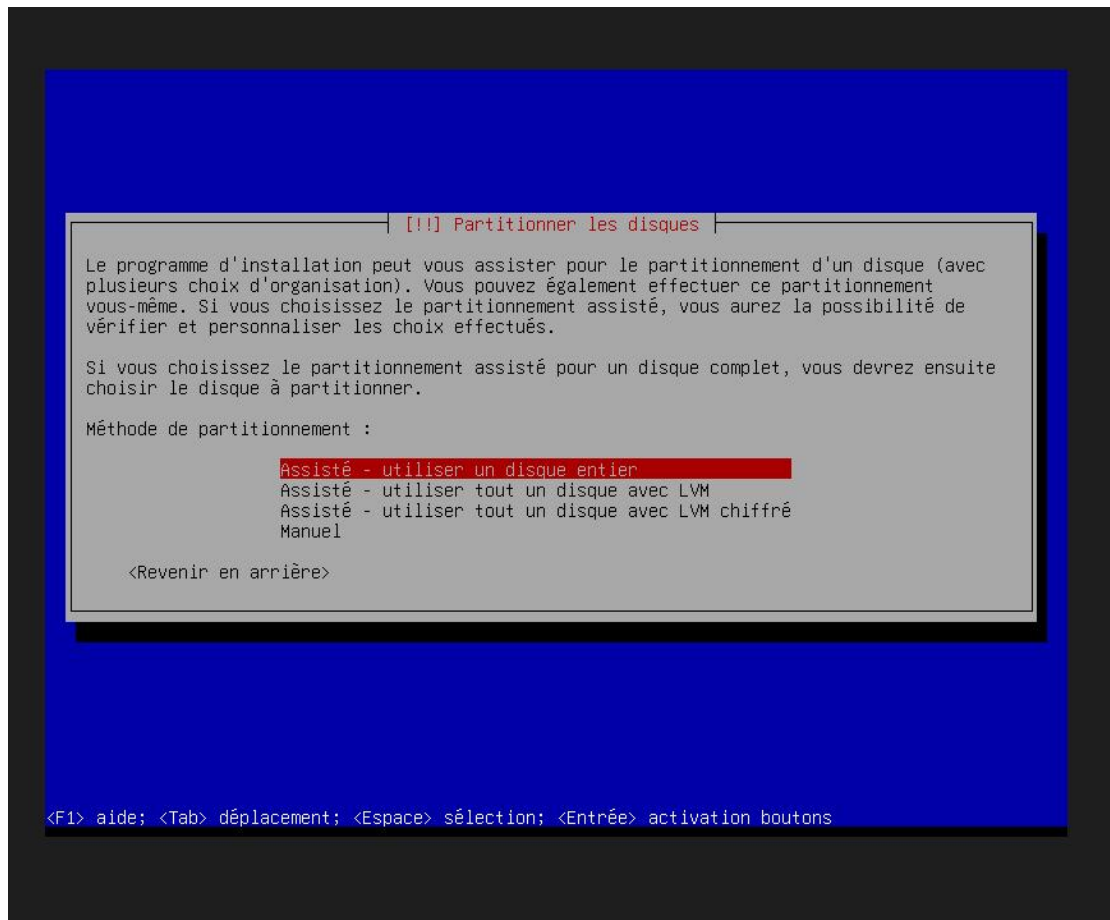 [!!] Partitionner les disques
Le programme d'installation peut vous assister pour le partitionnement d'un disque (avec
plusieurs choix d'organisation). Vous pouvez également effectuer ce partitionnement
vous-même. Si vous choisissez le partitionnement assisté, vous aurez la possibilité de
vérifier et personnaliser les choix effectués.
Si vous choisissez le partitionnement assisté pour un disque complet, vous devrez ensuite
choisir le disque à partitionner.
Méthode de partitionnement :
Assisté - utiliser un disque entier
Assisté - utiliser tout un disque avec LVM
Assisté - utiliser tout un disque avec LVM chiffré
Manuel
<Revenir en arrière>
<F1> aide; <Tab> déplacement; <Espace> sélection; <Entrée> activation boutons